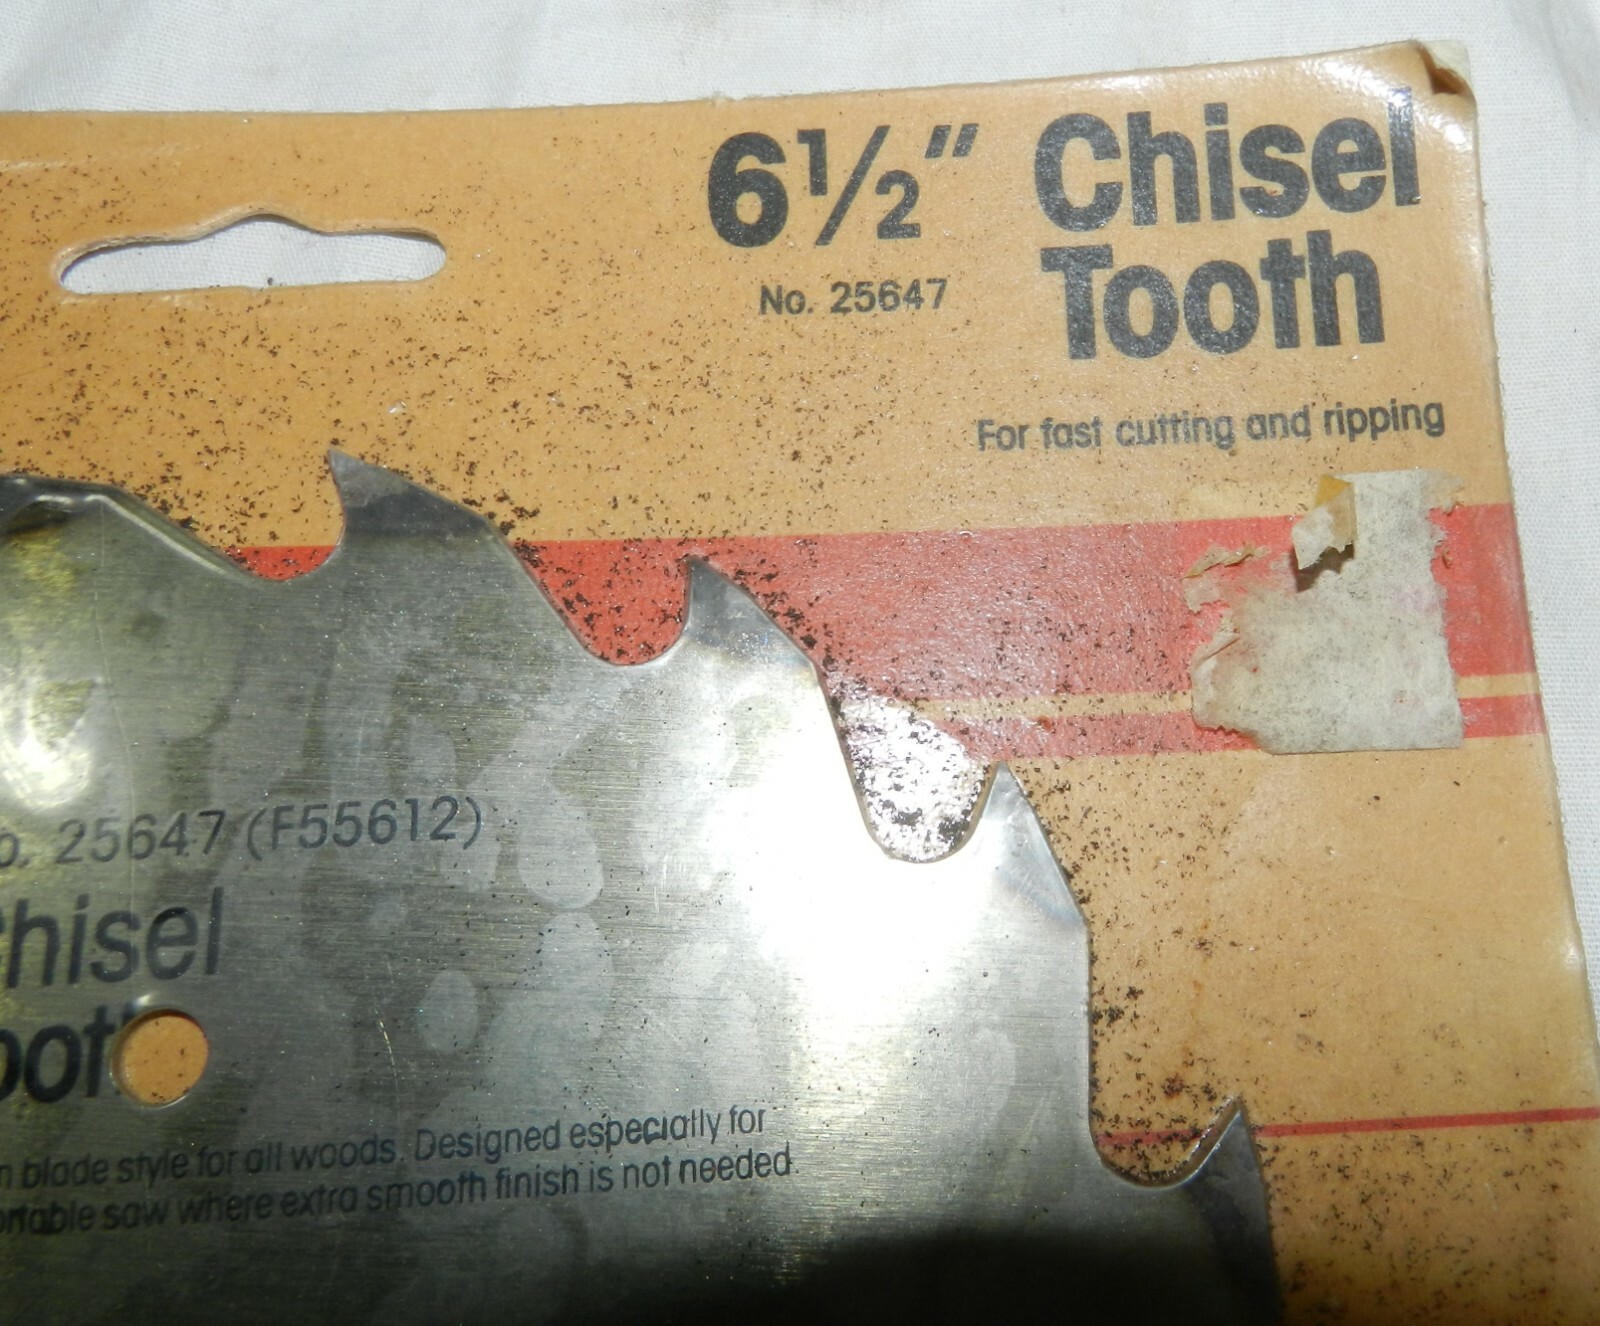 6½" Chisel
Tooth
No. 25647
For fast cutting and ripping
25647 (F55612)
blade style for all woods. Designed especially for
saw where extra smooth finish is not needed.